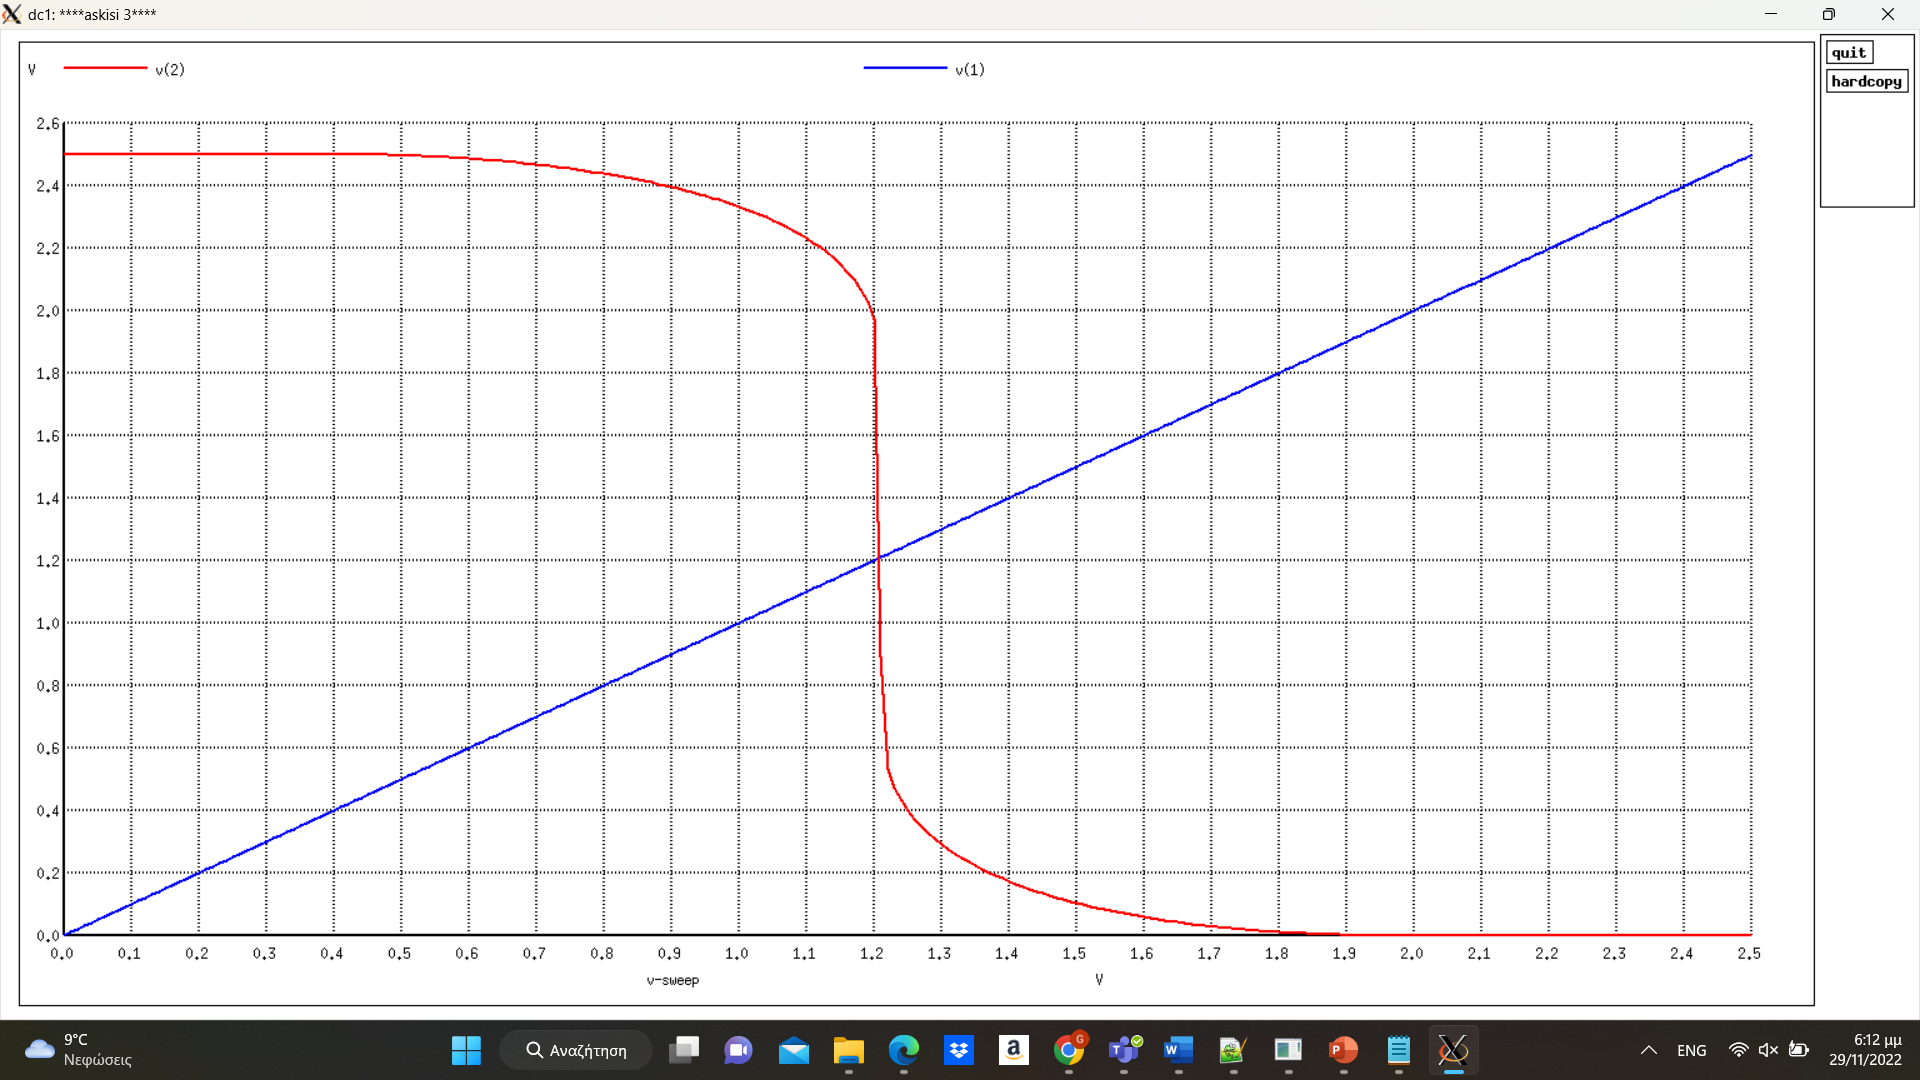 dc1: ****askisi 3****
quit
hardcopy
V v(2) v(1)
2.6
2.4
2.2
2.0
1.8
1.6
1.4
1.2
1.0
0.8
0.6
0.4
0.2
0.0
0.0 0.1 0.2 0.3 0.4 0.5 0.6 0.7 0.8 0.9 1.0 1.1 1.2 1.3 1.4 1.5 1.6 1.7 1.8 1.9 2.0 2.1 2.2 2.3 2.4 2.5
v-sweep V
9°C
Νεφώσεις
Αναζήτηση
a
G
T
W
P
ENG
6:12 μμ
29/11/2022